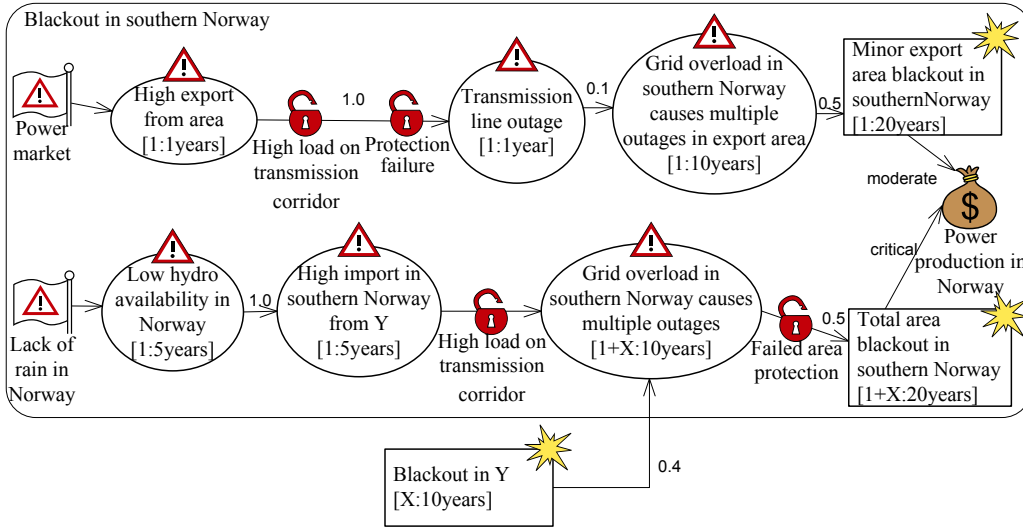 Blackout in southern Norway
Power
market
High export
from area
[1:1years]
High load on
transmission
corridor
1.0
Protection
failure
Transmission
line outage
[1:1year]
0.1
Grid overload in
southern Norway
causes multiple
outages in export area
[1:10years]
0.5
Minor export
area blackout in
southernNorway
[1:20years]
moderate
$
Power
production in
Norway
critical
Lack of
rain in
Norway
Low hydro
availability in
Norway
[1:5years]
1.0
High import in
southern Norway
from Y
[1:5years]
High load on
transmission
corridor
Grid overload in
southern Norway causes
multiple outages
[1+X:10years]
Failed area
protection
0.5
Total area
blackout in
southern Norway
[1+X:20years]
Blackout in Y
[X:10years]
0.4